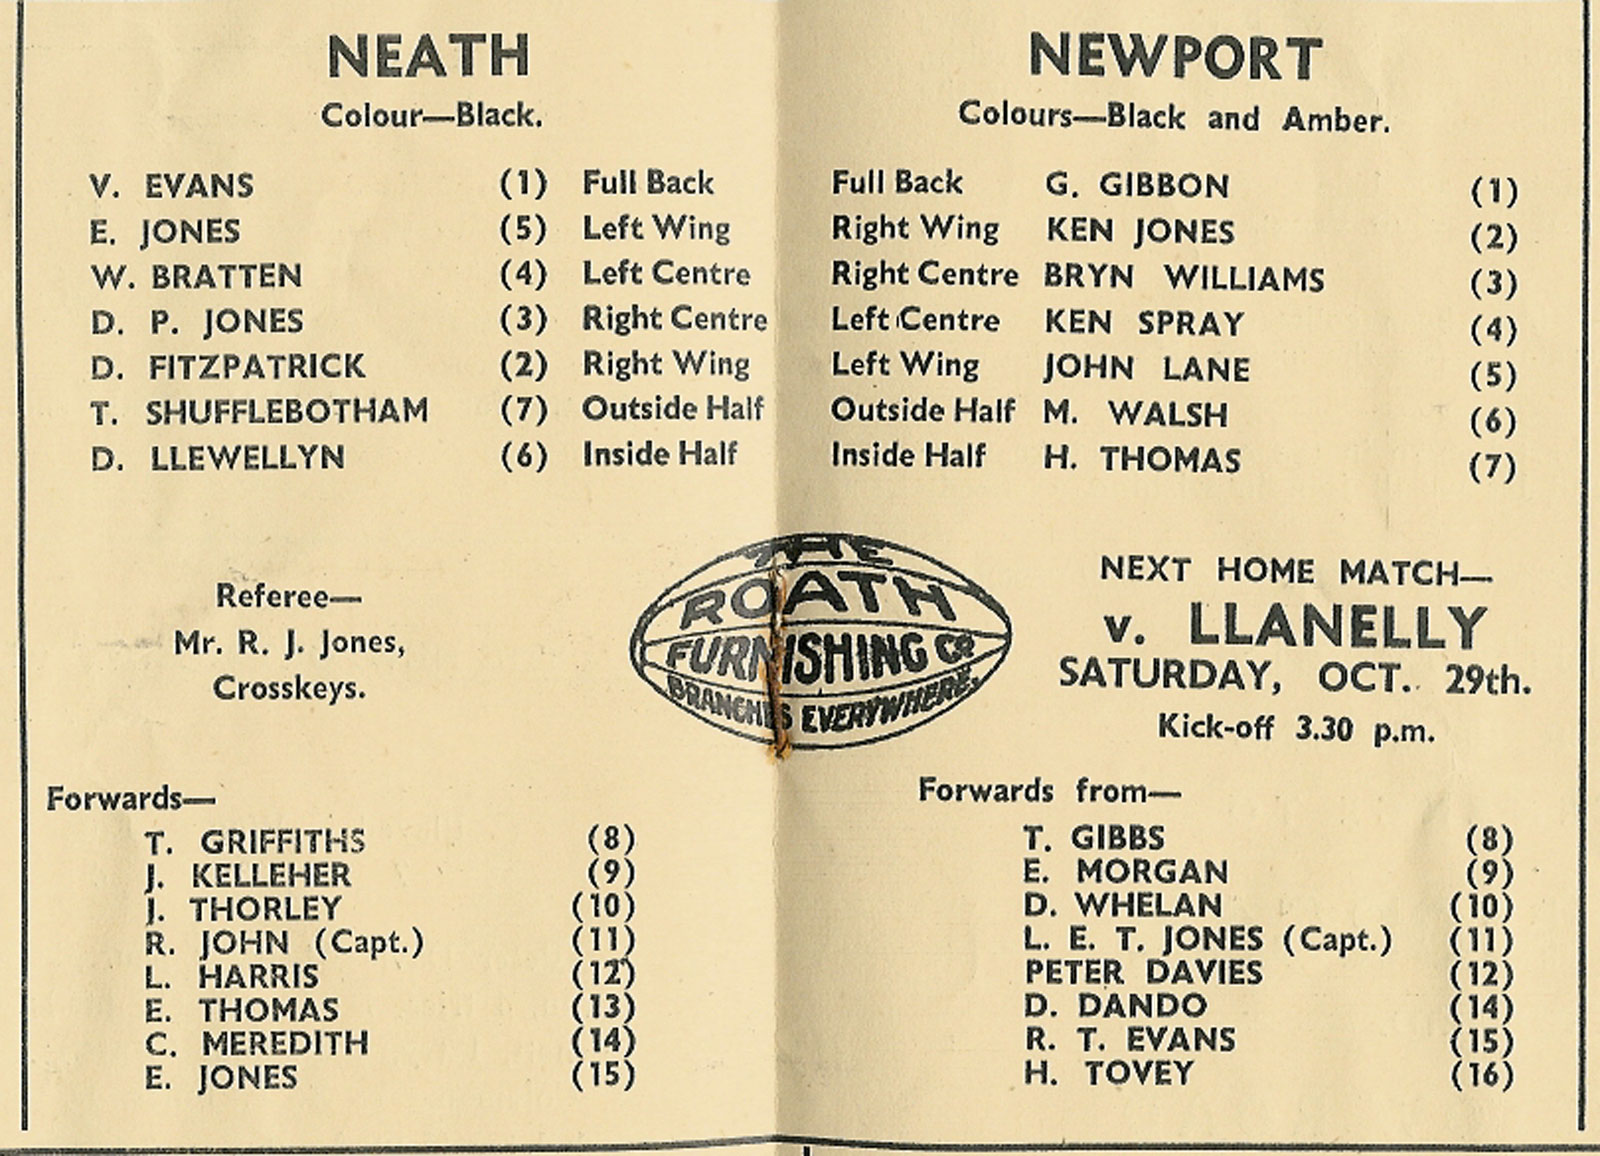 NEATH
Colour—Black.
V. EVANS (1) Full Back
E. JONES (5) Left Wing
W. BRATTEN (4) Left Centre
D. P. JONES (3) Right Centre
D. FITZPATRICK (2) Right Wing
T. SHUFFLEBOTHAM (7) Outside Half
D. LLEWELLYN (6) Inside Half
Referee—
Mr. R. J. Jones,
Crosskeys.
Forwards—
T. GRIFFITHS (8)
J. KELLEHER (9)
J. THORLEY (10)
R. JOHN (Capt.) (11)
L. HARRIS (12)
E. THOMAS (13)
C. MEREDITH (14)
E. JONES (15)
THE
ROATH
FURNISHING CO
BRANCHES EVERYWHERE.
NEWPORT
Colours—Black and Amber.
Full Back G. GIBBON (1)
Right Wing KEN JONES (2)
Right Centre BRYN WILLIAMS (3)
Left Centre KEN SPRAY (4)
Left Wing JOHN LANE (5)
Outside Half M. WALSH (6)
Inside Half H. THOMAS (7)
NEXT HOME MATCH—
v. LLANELLY
SATURDAY, OCT. 29th.
Kick-off 3.30 p.m.
Forwards from—
T. GIBBS (8)
E. MORGAN (9)
D. WHELAN (10)
L. E. T. JONES (Capt.) (11)
PETER DAVIES (12)
D. DANDO (14)
R. T. EVANS (15)
H. TOVEY (16)